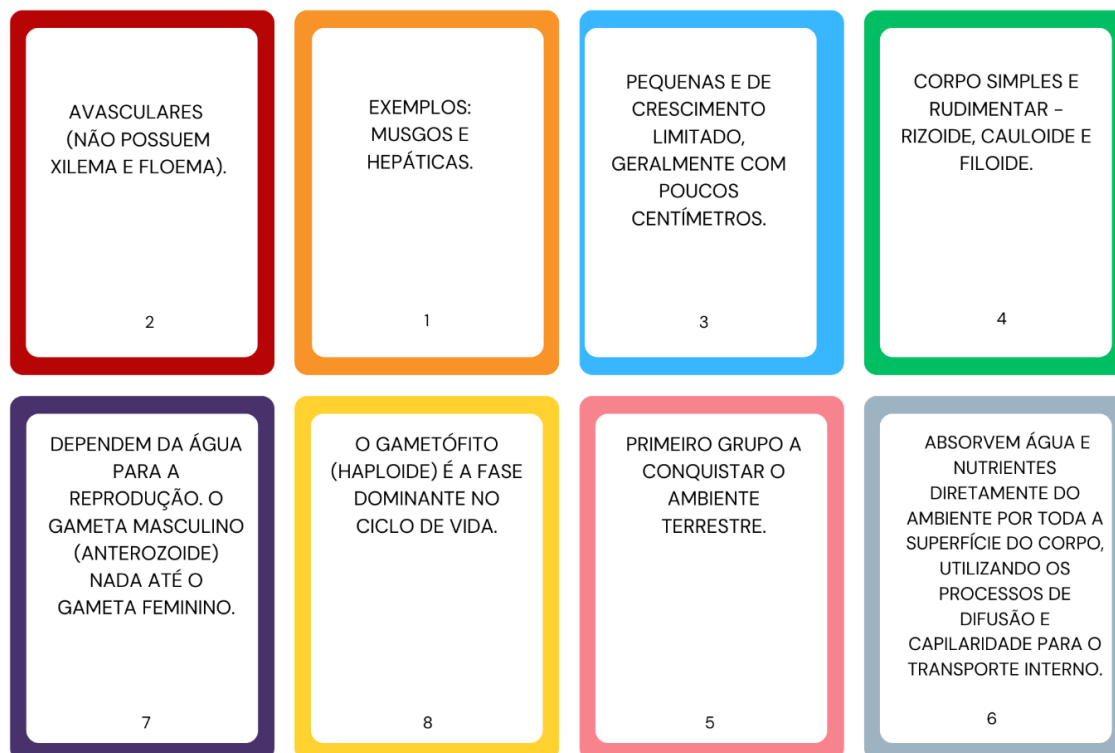 AVASCULARES
(NÃO POSSUEM
XILEMA E FLOEMA).
2
EXEMPLOS:
MUSGOS E
HEPÁTICAS.
1
PEQUENAS E DE
CRESCIMENTO
LIMITADO,
GERALMENTE COM
POUCOS
CENTÍMETROS.
3
CORPO SIMPLES E
RUDIMENTAR –
RIZOIDE, CAULOIDE E
FILOIDE.
4
DEPENDEM DA ÁGUA
PARA A
REPRODUÇÃO. O
GAMETA MASCULINO
(ANTEROZOIDE)
NADA ATÉ O
GAMETA FEMININO.
7
O GAMETÓFITO
(HAPLOIDE) É A FASE
DOMINANTE NO
CICLO DE VIDA.
8
PRIMEIRO GRUPO A
CONQUISTAR O
AMBIENTE
TERRESTRE.
5
ABSORVEM ÁGUA E
NUTRIENTES
DIRETAMENTE DO
AMBIENTE POR TODA A
SUPERFÍCIE DO CORPO,
UTILIZANDO OS
PROCESSOS DE
DIFUSÃO E
CAPILARIDADE PARA O
TRANSPORTE INTERNO.
6